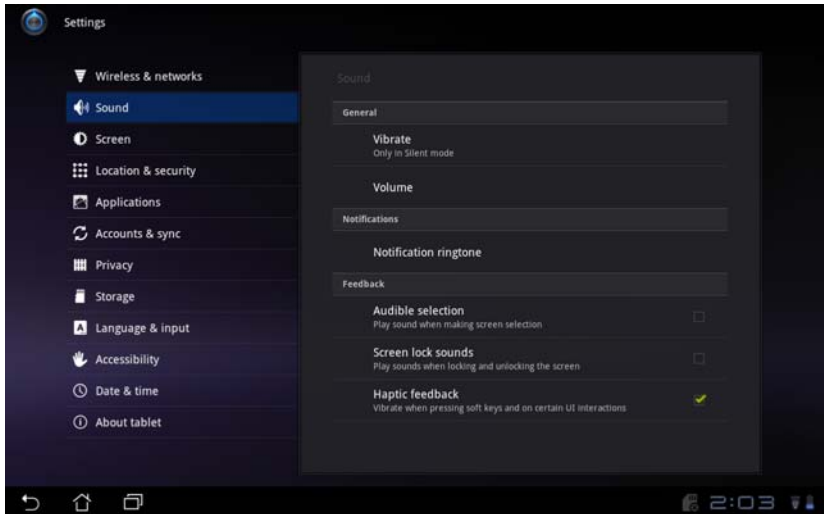 Settings
Wireless & networks
Sound
Screen
Location & security
Applications
Accounts & sync
Privacy
Storage
A Language & input
Accessibility
Date & time
About tablet
Sound
General
Vibrate
Only in Silent mode
Volume
Notifications
Notification ringtone
Feedback
Audible selection
Play sound when making screen selection
Screen lock sounds
Play sounds when locking and unlocking the screen
Haptic feedback
Vibrate when pressing soft keys and on certain UI interactions
2:03